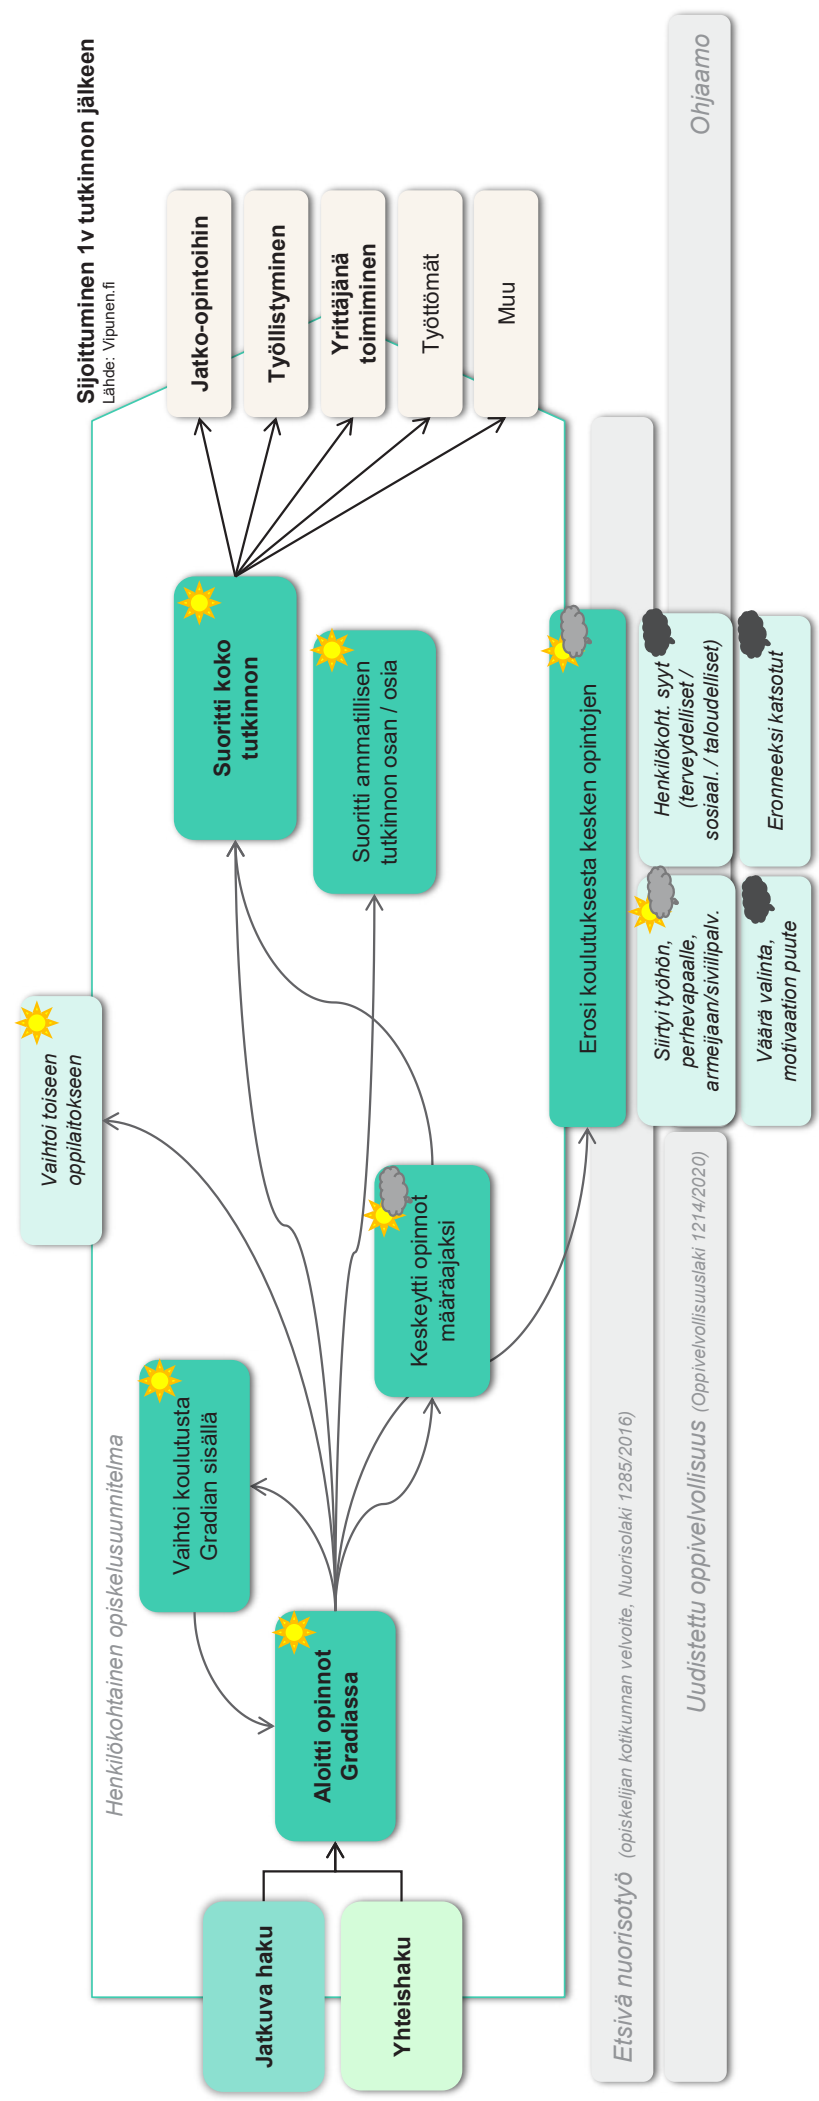 Sijoittuminen 1v tutkinnon jälkeen
Lähde: Vipunen.fi
Henkilökohtainen opiskelusuunnitelma
Jatkuva haku
Yhteishaku
Aloitti opinnot
Gradiassa
Vaihtoi koulutusta
Gradian sisällä
Vaihtoi toiseen
oppilaitokseen
Keskeytti opinnot
määräajaksi
Suoritti koko
tutkinnon
Suoritti ammatillisen
tutkinnon osan / osia
Jatko-opintoihin
Työllistyminen
Yrittäjänä
toimiminen
Työttömät
Muu
Erosi koulutuksesta kesken opintojen
Siirtyi työhön,
perhevapaalle,
armeijaan/siviilipalv.
Henkilökoht. syyt
(terveydelliset /
sosiaal. / taloudelliset)
Väärä valinta,
motivaation puute
Eronneeksi katsotut
Etsivä nuorisotyö (opiskelijan kotikunnan velvoite, Nuorisolaki 1285/2016)
Uudistettu oppivelvollisuus (Oppivelvollisuuslaki 1214/2020)
Ohjaamo